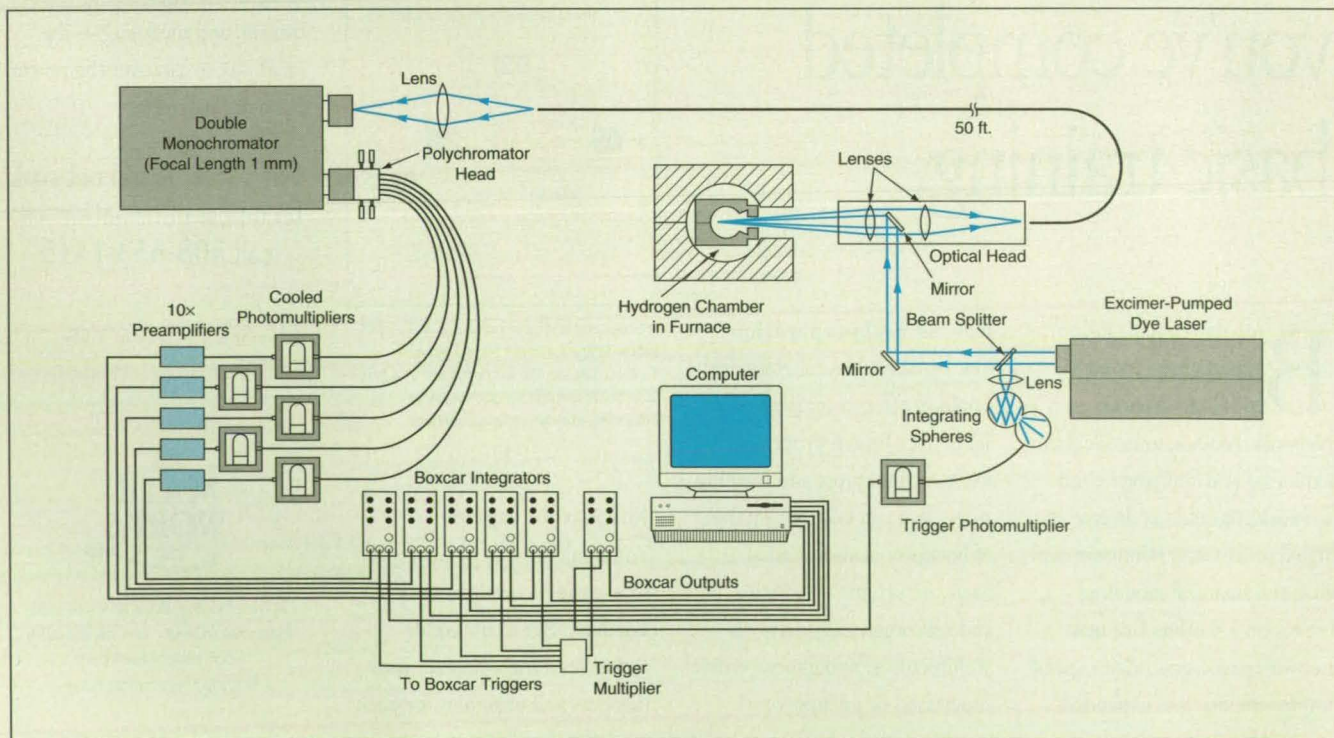 Lens
Double
Monochromator
(Focal Length 1 mm)
Polychromator
Head
50 ft.
Lenses
Optical Head
Mirror
Hydrogen Chamber
in Furnace
Beam Splitter
Excimer-Pumped
Dye Laser
Mirror
Lens
Integrating
Spheres
10×
Preamplifiers
Cooled
Photomultipliers
Computer
Boxcar Integrators
Trigger Photomultiplier
Boxcar Outputs
To Boxcar Triggers
Trigger
Multiplier